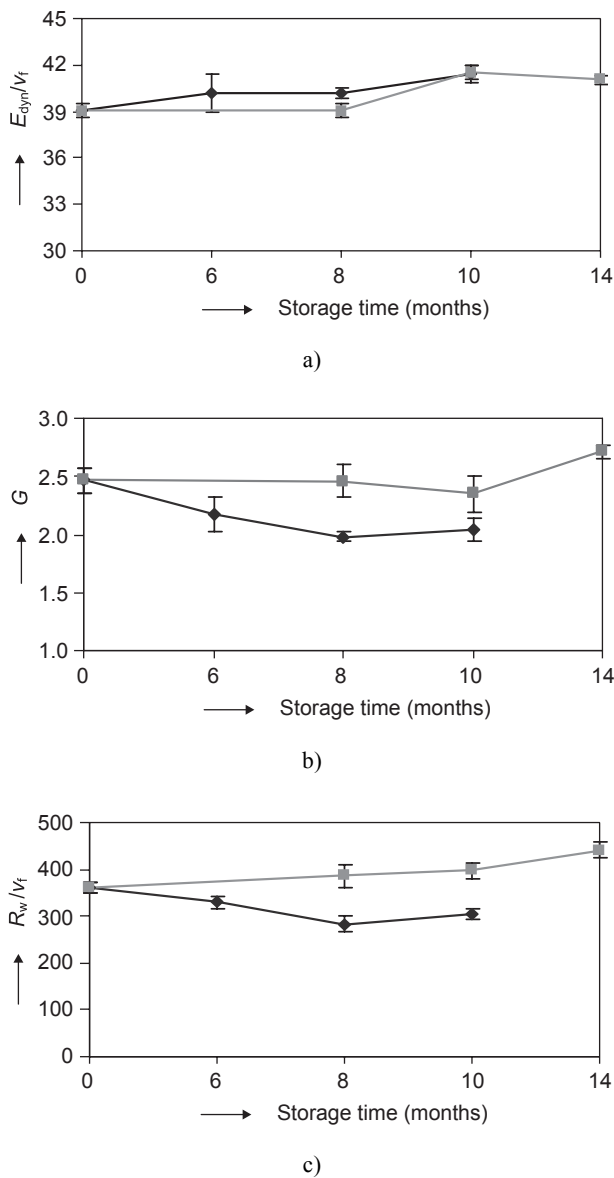 45
42
39
36
33
30
E_dyn/v_f
0 6 8 10 14
Storage time (months)
a)
3.0
2.5
2.0
1.5
1.0
G
0 6 8 10 14
Storage time (months)
b)
500
400
300
200
100
0
R_w/v_f
0 6 8 10 14
Storage time (months)
c)